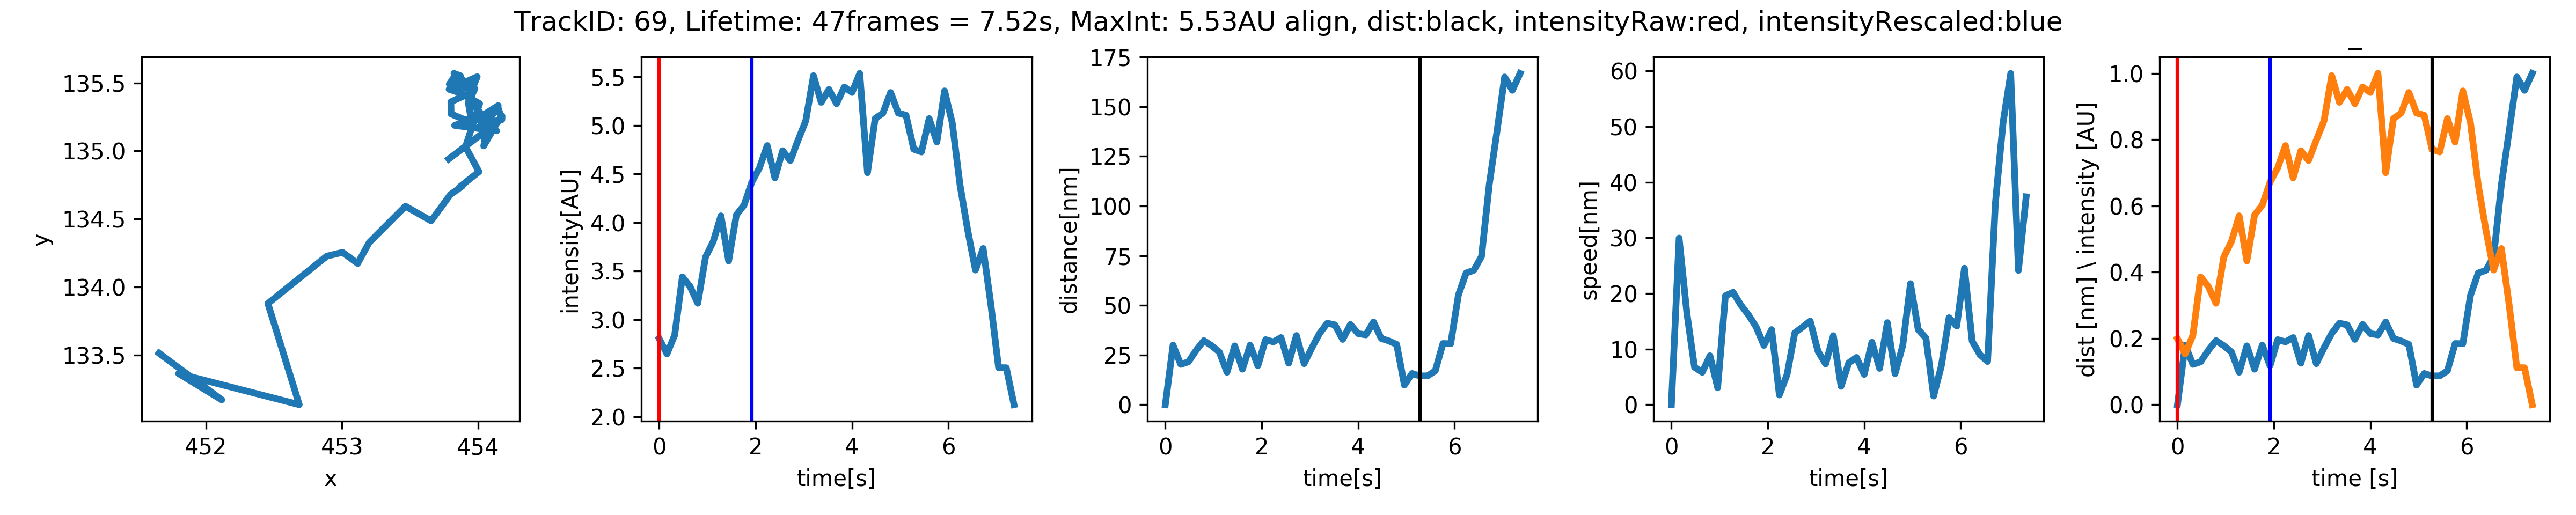 TrackID: 69, Lifetime: 47frames = 7.52s, MaxInt: 5.53AU align, dist:black, intensityRaw:red, intensityRescaled:blue
135.5
135.0
134.5
134.0
133.5
y
452 453 454
x
5.5
5.0
4.5
4.0
3.5
3.0
2.5
2.0
intensity[AU]
0 2 4 6
time[s]
175
150
125
100
75
50
25
0
distance[nm]
0 2 4 6
time[s]
60
50
40
30
20
10
0
speed[nm]
0 2 4 6
time[s]
_
1.0
0.8
0.6
0.4
0.2
0.0
dist [nm] \ intensity [AU]
0 2 4 6
time [s]